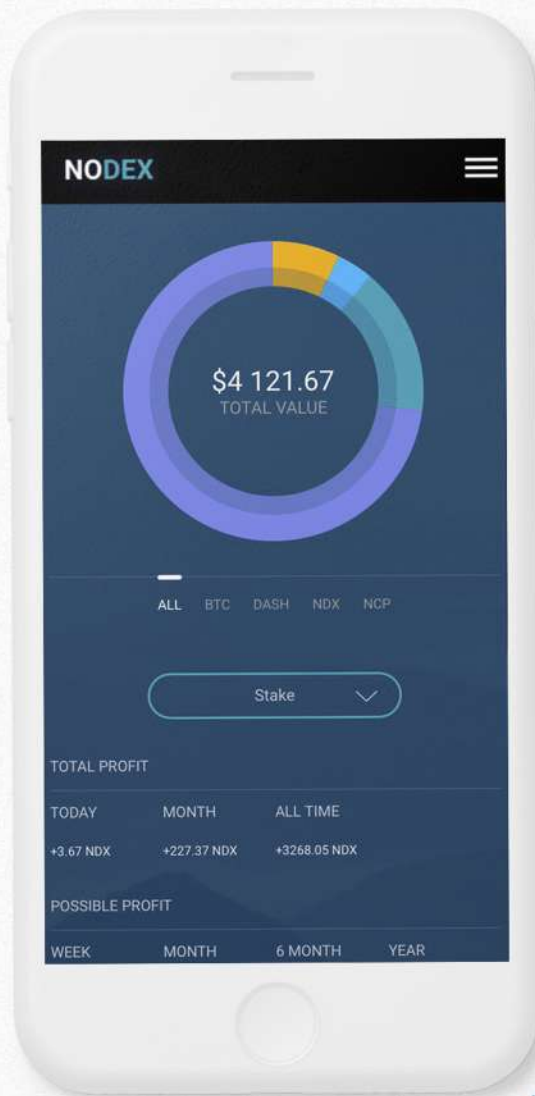 NODEX
$4 121.67
TOTAL VALUE
ALL BTC DASH NDX NCP
Stake
TOTAL PROFIT
TODAY MONTH ALL TIME
+3.67 NDX +227.37 NDX +3268.05 NDX
POSSIBLE PROFIT
WEEK MONTH 6 MONTH YEAR